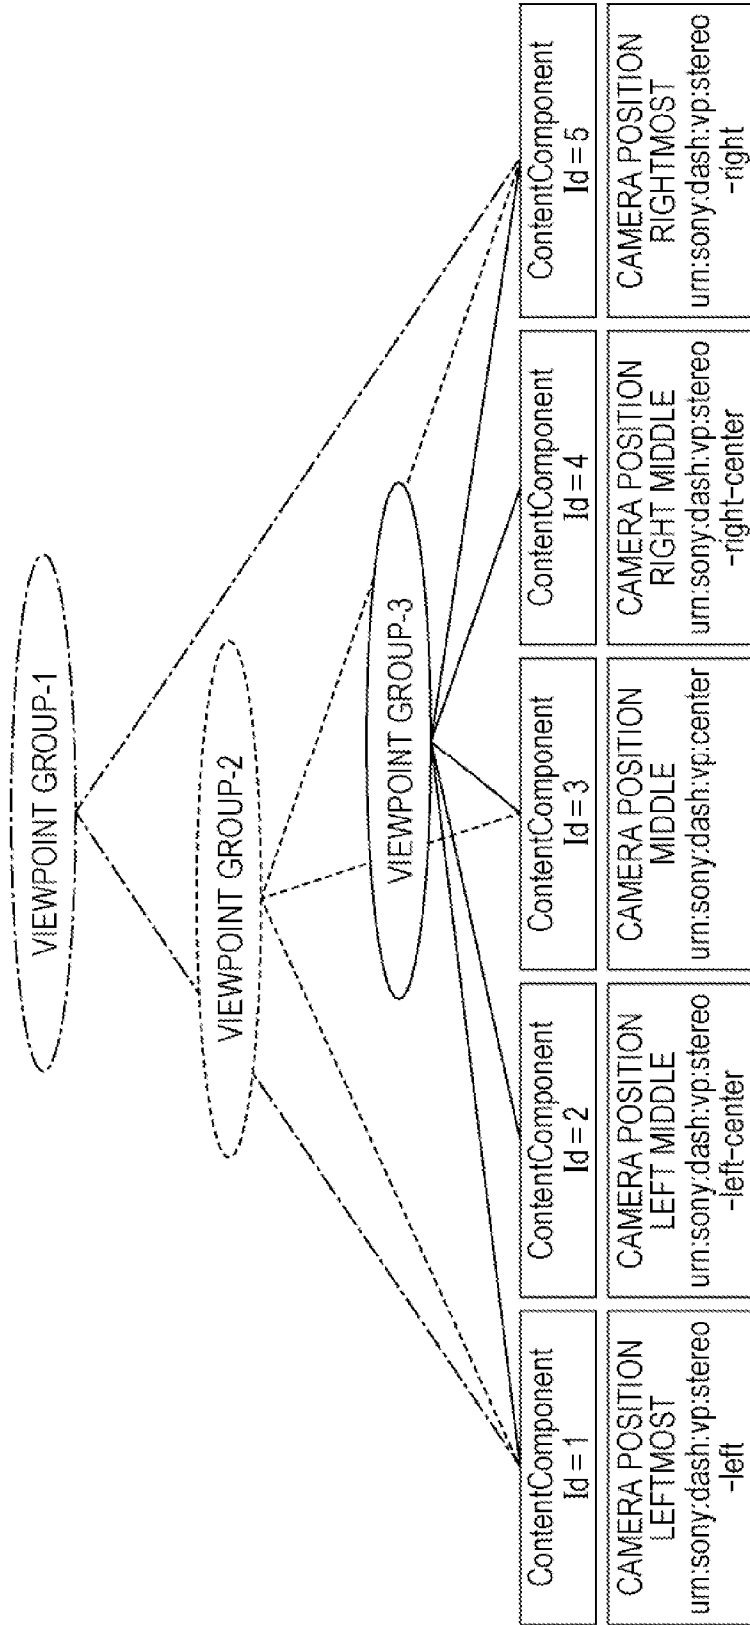 VIEWPOINT GROUP-1
VIEWPOINT GROUP-2
VIEWPOINT GROUP-3
ContentComponent
Id = 1
ContentComponent
Id = 2
ContentComponent
Id = 3
ContentComponent
Id = 4
ContentComponent
Id = 5
CAMERA POSITION
LEFTMOST
urn:sony:dash:vp:stereo
-left
CAMERA POSITION
LEFT MIDDLE
urn:sony:dash:vp:stereo
-left-center
CAMERA POSITION
MIDDLE
urn:sony:dash:vp:center
CAMERA POSITION
RIGHT MIDDLE
urn:sony:dash:vp:stereo
-right-center
CAMERA POSITION
RIGHTMOST
urn:sony:dash:vp:stereo
-right